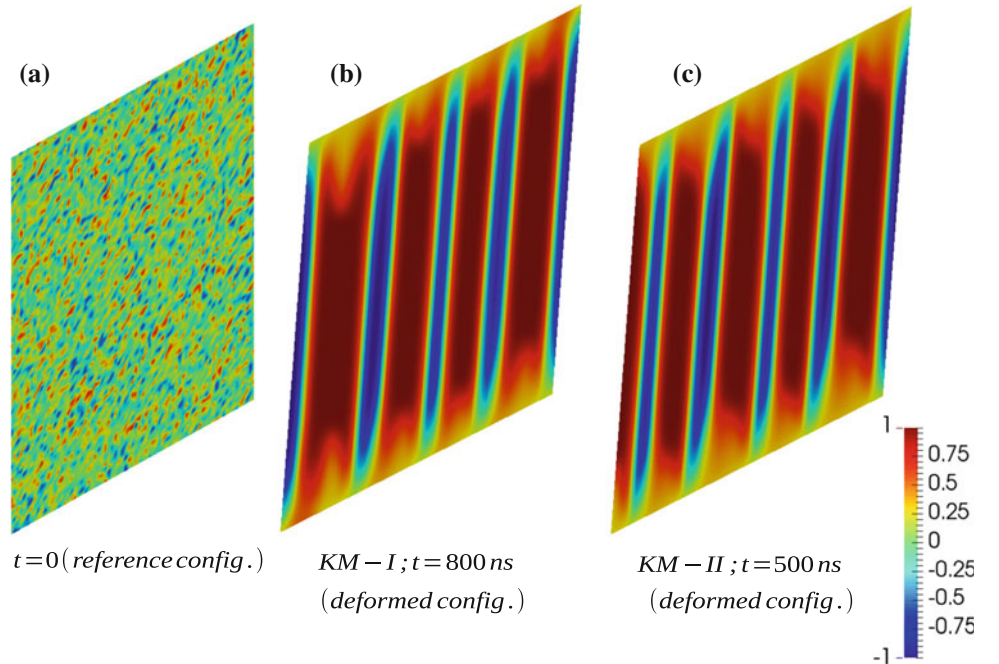 (a)
(b)
(c)
t=0(reference config.)
KM-I;t=800 ns
(deformed config.)
KM-II;t=500 ns
(deformed config.)
1
0.75
0.5
0.25
0
-0.25
-0.5
-0.75
-1